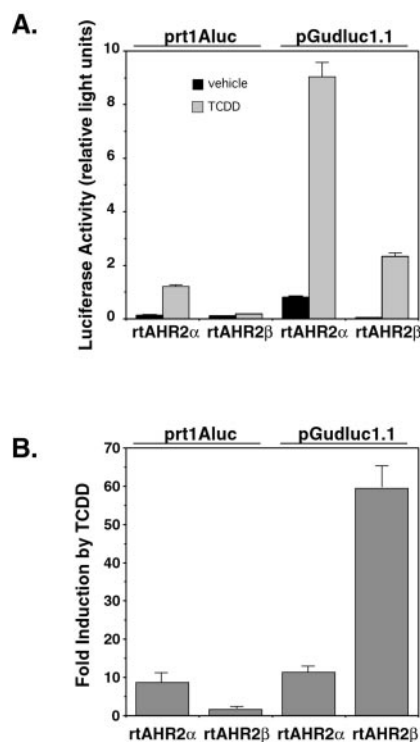 A.
prt1Aluc pGudluc1.1
Luciferase Activity (relative light units)
10
8
6
4
2
0
vehicle
TCDD
rtAHR2α rtAHR2β rtAHR2α rtAHR2β
B.
prt1Aluc pGudluc1.1
Fold Induction by TCDD
70
60
50
40
30
20
10
0
rtAHR2α rtAHR2β rtAHR2α rtAHR2β